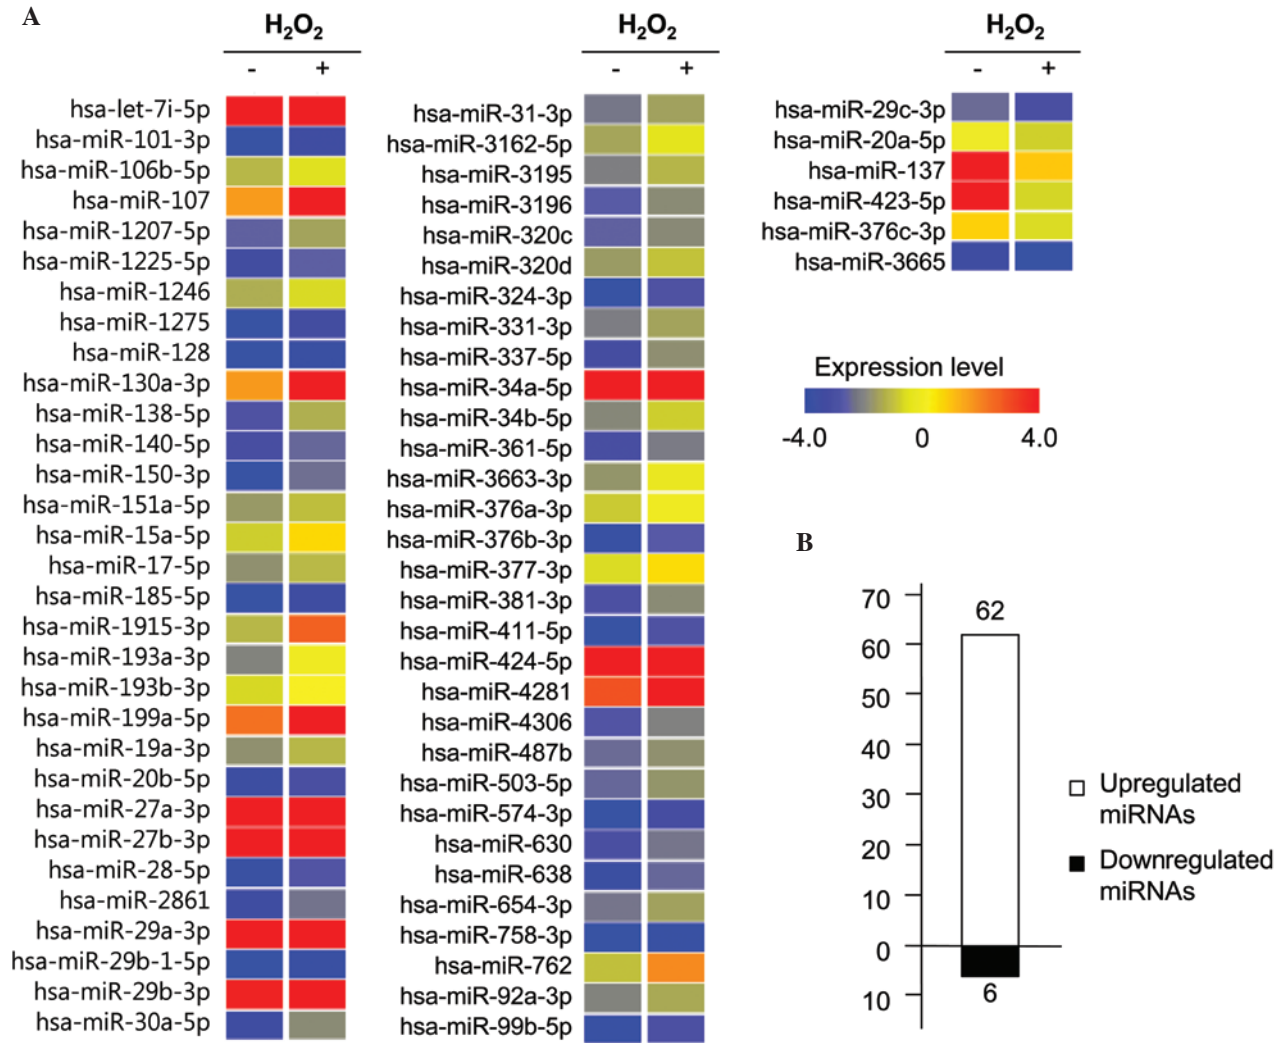 A
H₂O₂
- +
hsa-let-7i-5p
hsa-miR-101-3p
hsa-miR-106b-5p
hsa-miR-107
hsa-miR-1207-5p
hsa-miR-1225-5p
hsa-miR-1246
hsa-miR-1275
hsa-miR-128
hsa-miR-130a-3p
hsa-miR-138-5p
hsa-miR-140-5p
hsa-miR-150-3p
hsa-miR-151a-5p
hsa-miR-15a-5p
hsa-miR-17-5p
hsa-miR-185-5p
hsa-miR-1915-3p
hsa-miR-193a-3p
hsa-miR-193b-3p
hsa-miR-199a-5p
hsa-miR-19a-3p
hsa-miR-20b-5p
hsa-miR-27a-3p
hsa-miR-27b-3p
hsa-miR-28-5p
hsa-miR-2861
hsa-miR-29a-3p
hsa-miR-29b-1-5p
hsa-miR-29b-3p
hsa-miR-30a-5p
H₂O₂
- +
hsa-miR-31-3p
hsa-miR-3162-5p
hsa-miR-3195
hsa-miR-3196
hsa-miR-320c
hsa-miR-320d
hsa-miR-324-3p
hsa-miR-331-3p
hsa-miR-337-5p
hsa-miR-34a-5p
hsa-miR-34b-5p
hsa-miR-361-5p
hsa-miR-3663-3p
hsa-miR-376a-3p
hsa-miR-376b-3p
hsa-miR-377-3p
hsa-miR-381-3p
hsa-miR-411-5p
hsa-miR-424-5p
hsa-miR-4281
hsa-miR-4306
hsa-miR-487b
hsa-miR-503-5p
hsa-miR-574-3p
hsa-miR-630
hsa-miR-638
hsa-miR-654-3p
hsa-miR-758-3p
hsa-miR-762
hsa-miR-92a-3p
hsa-miR-99b-5p
H₂O₂
- +
hsa-miR-29c-3p
hsa-miR-20a-5p
hsa-miR-137
hsa-miR-423-5p
hsa-miR-376c-3p
hsa-miR-3665
Expression level
-4.0 0 4.0
B
70
60
50
40
30
20
10
0
10
62
6
Upregulated
miRNAs
Downregulated
miRNAs